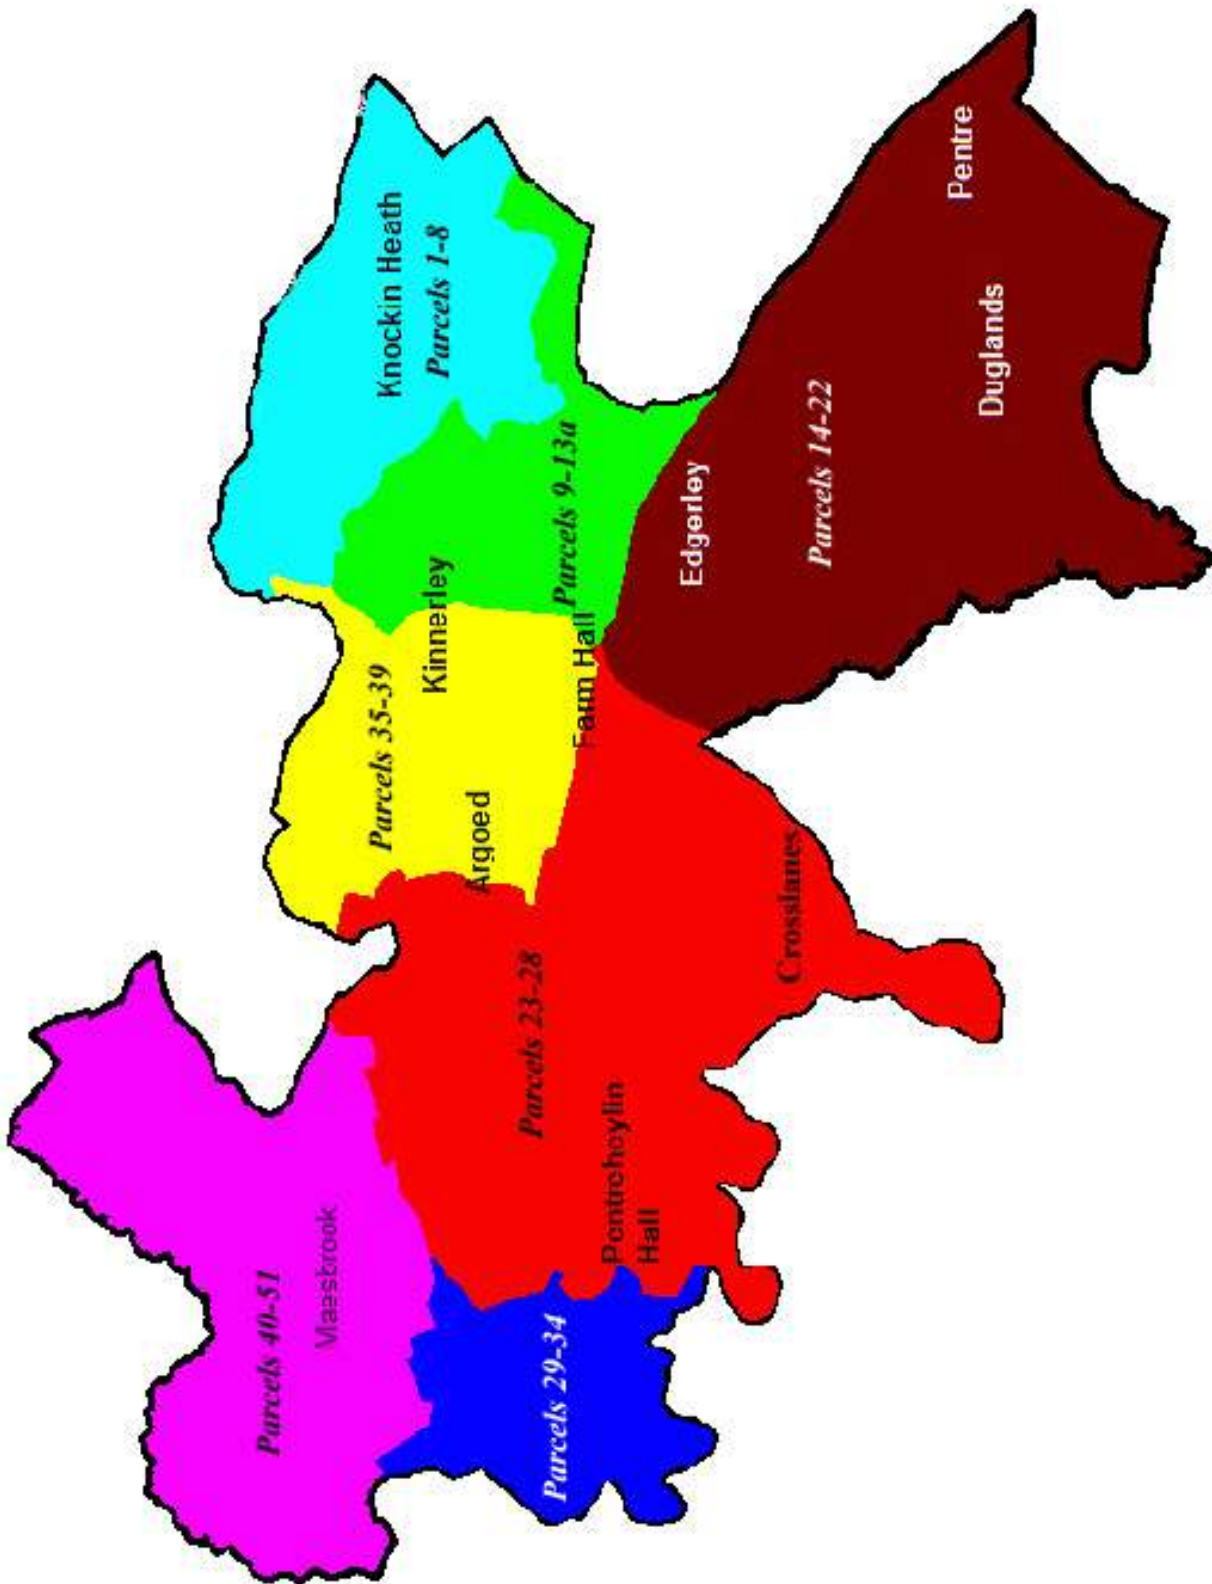 Parcels 40-51
Maesbrook
Parcels 29-34
Parcels 23-28
Pentreheylin
Hall
Crosslanes
Parcels 35-39
Argoed
Kinnerley
Farm Hall
Knockin Heath
Parcels 1-8
Parcels 9-13a
Edgerley
Parcels 14-22
Duglands
Pentre